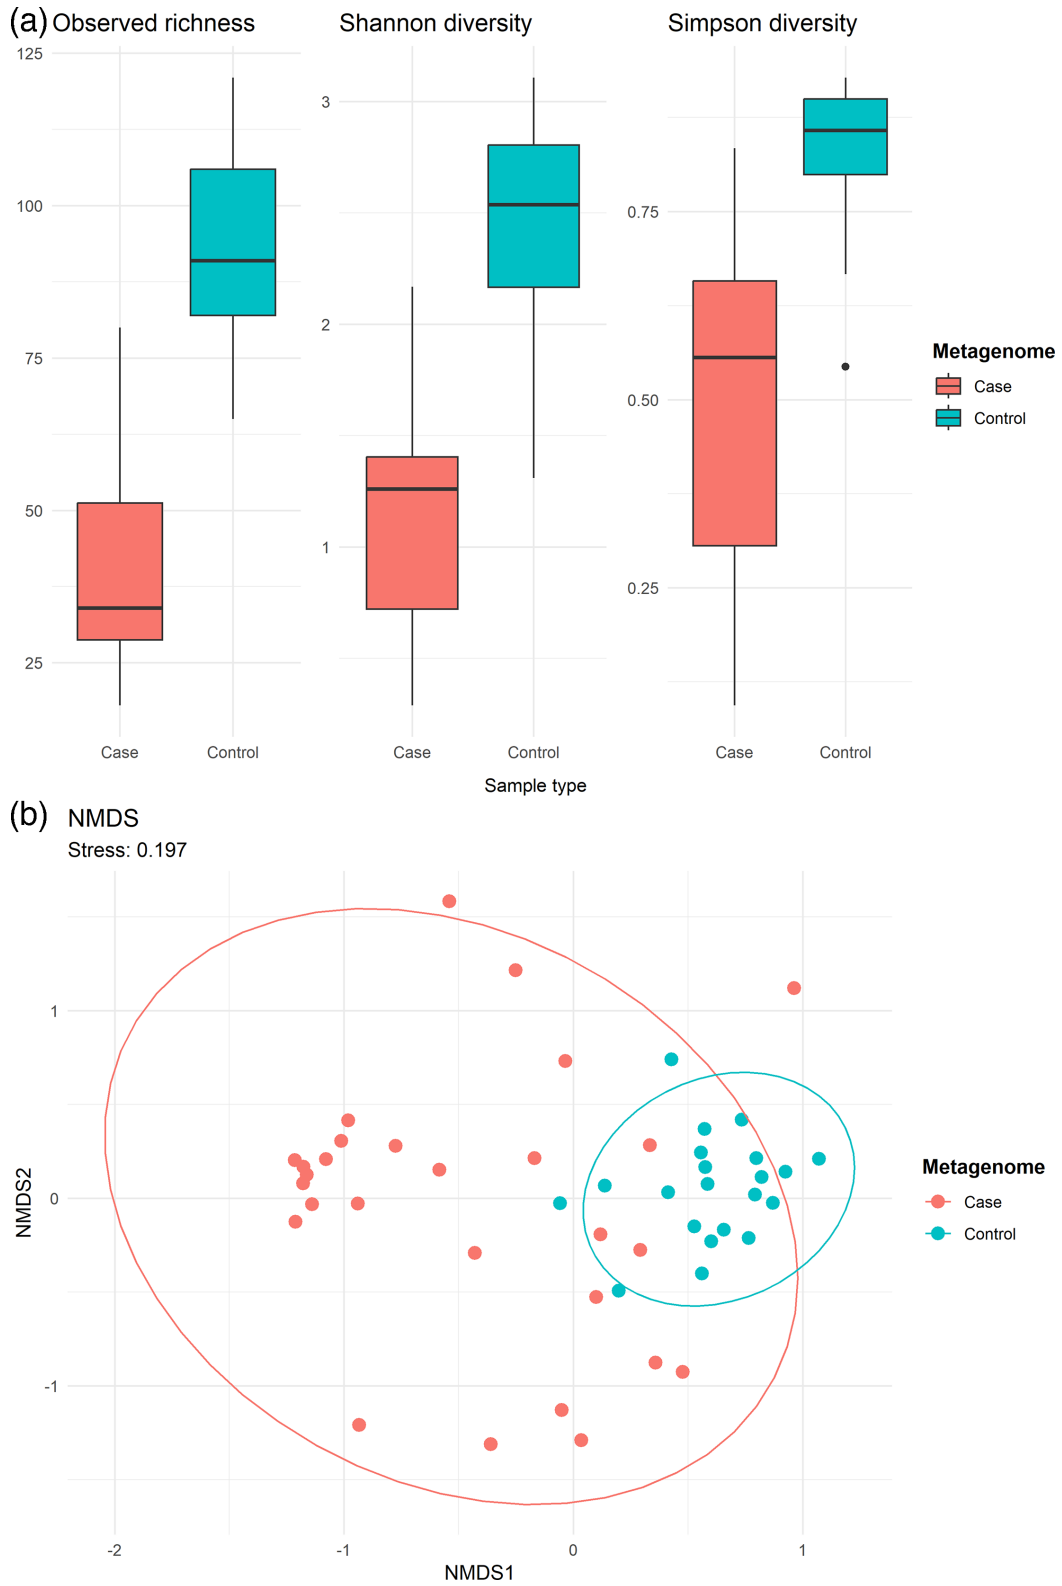 (a) Observed richness Shannon diversity Simpson diversity
125
100
75
50
25
3
2
1
0.75
0.50
0.25
Case Control Case Control Case Control
Sample type
Metagenome
Case
Control
(b) NMDS
Stress: 0.197
NMDS2
1
0
-1
-2 -1 0 1
NMDS1
Metagenome
Case
Control